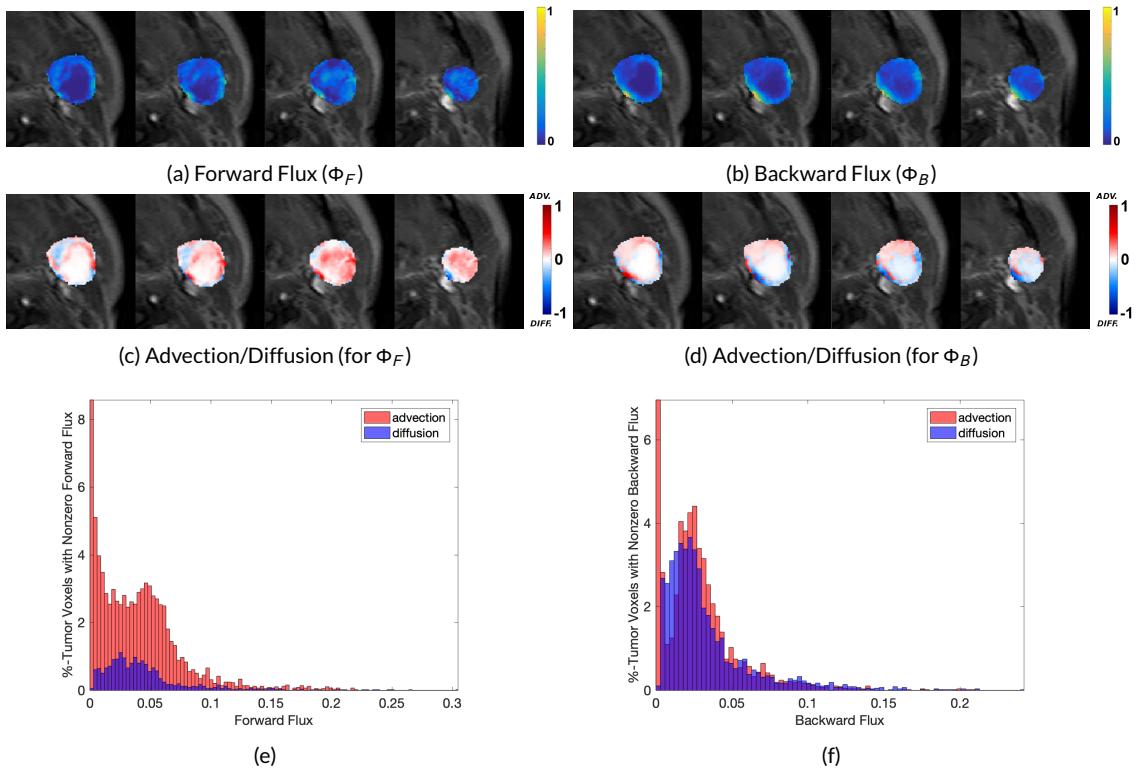 1
0
1
0
(a) Forward Flux (Φ_F)
(b) Backward Flux (Φ_B)
ADV.
1
0
-1
DIFF.
ADV.
1
0
-1
DIFF.
(c) Advection/Diffusion (for Φ_F)
(d) Advection/Diffusion (for Φ_B)
%-Tumor Voxels with Nonzero Forward Flux
8
6
4
2
0
advection
diffusion
0 0.05 0.1 0.15 0.2 0.25 0.3
Forward Flux
(e)
%-Tumor Voxels with Nonzero Backward Flux
6
4
2
0
advection
diffusion
0 0.05 0.1 0.15 0.2
Backward Flux
(f)